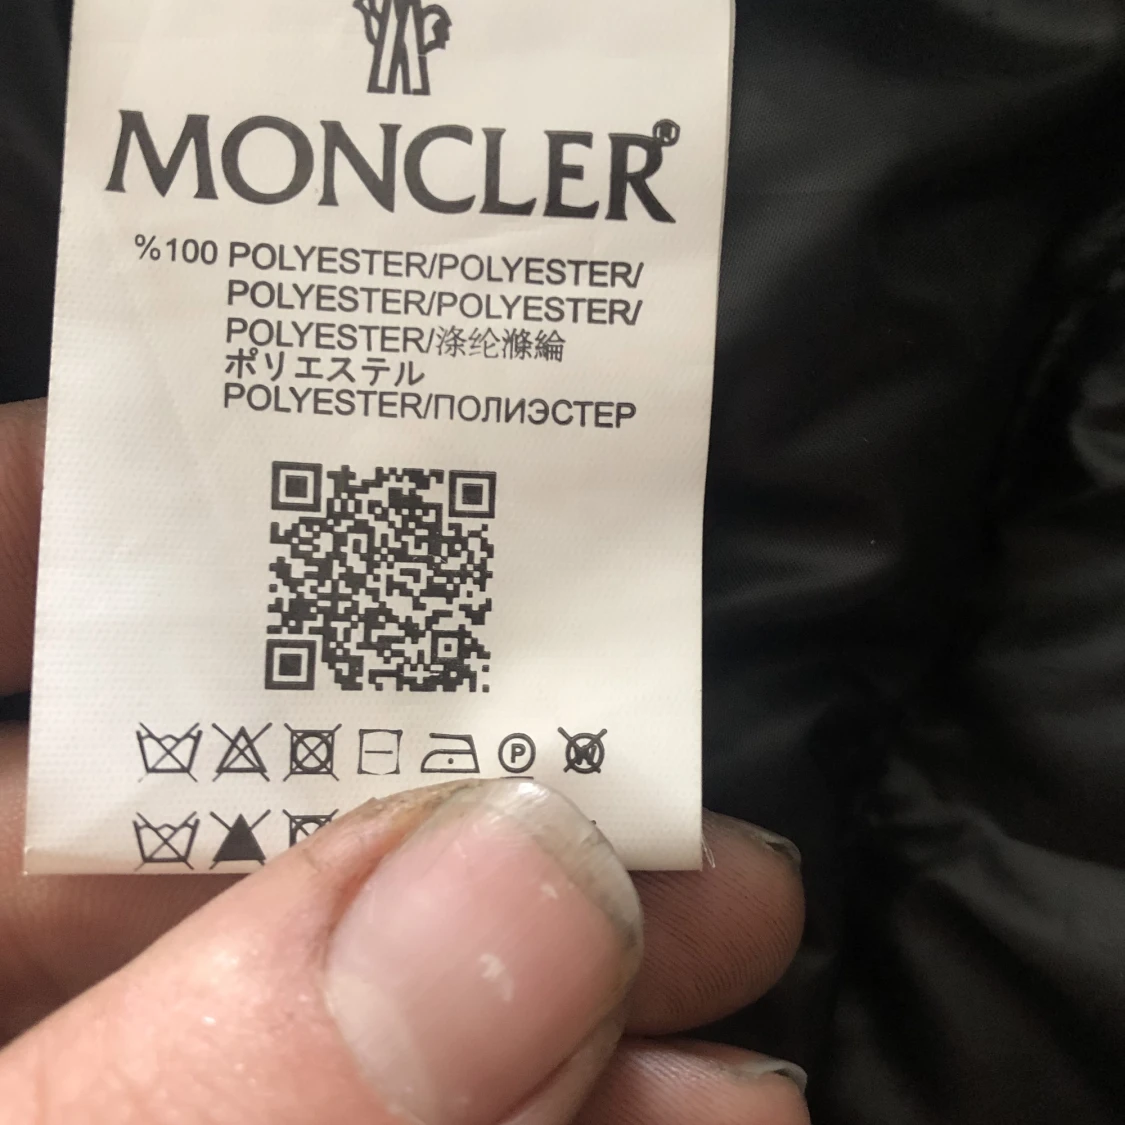 MONCLER®
%100 POLYESTER/POLYESTER/
POLYESTER/POLYESTER/
POLYESTER/涤纶滌綸
ポリエステル
POLYESTER/ПОЛИЭСТЕР
P
W